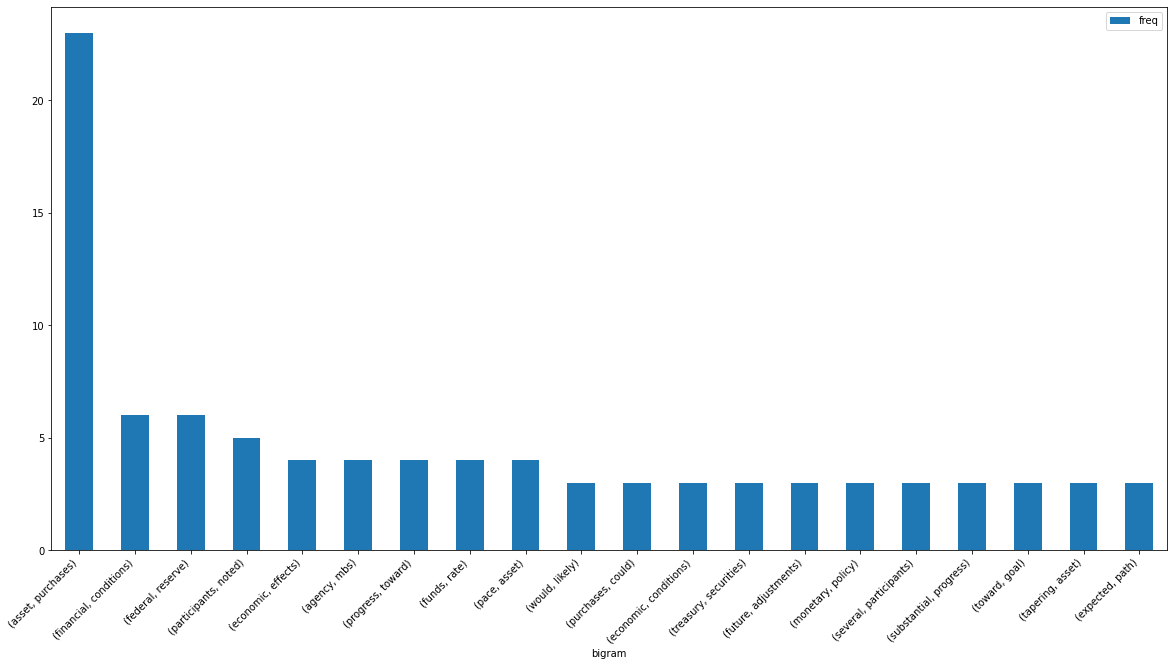 freq
20
15
10
5
0
(asset, purchases)
(financial, conditions)
(federal, reserve)
(participants, noted)
(economic, effects)
(agency, mbs)
(progress, toward)
(funds, rate)
(pace, asset)
(would, likely)
(purchases, could)
(economic, conditions)
(treasury, securities)
(future, adjustments)
(monetary, policy)
(several, participants)
(substantial, progress)
(toward, goal)
(tapering, asset)
(expected, path)
bigram